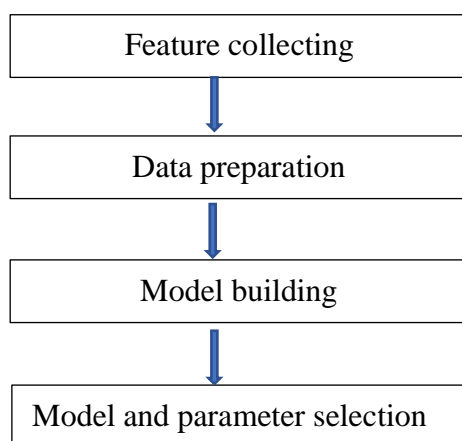 Feature collecting
Data preparation
Model building
Model and parameter selection